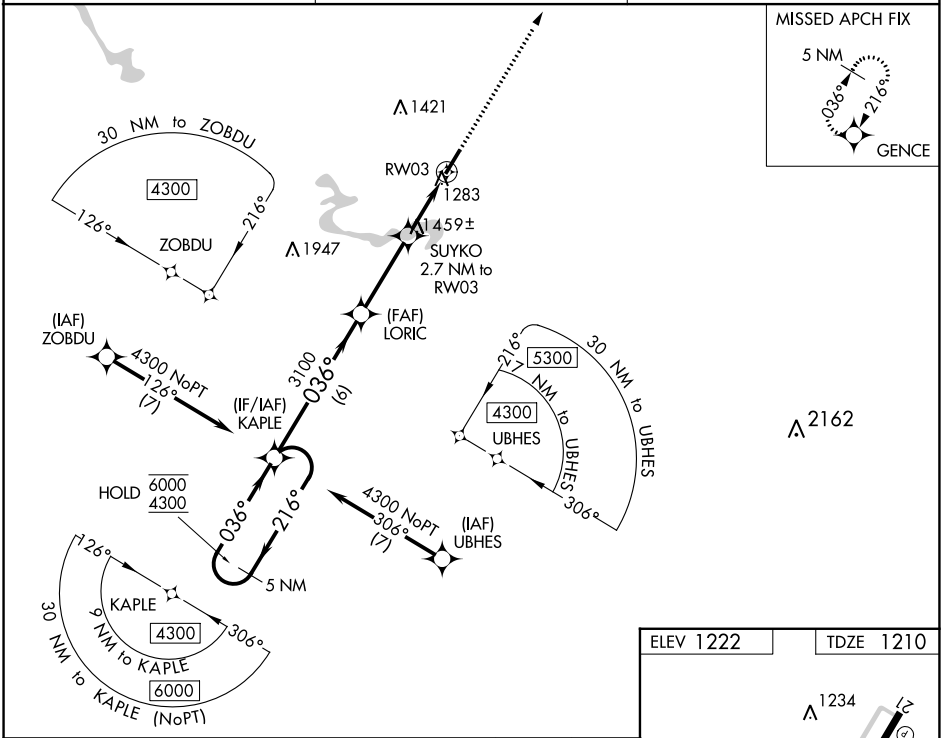 MISSED APCH FIX
5 NM
036°
216°
GENCE
1421
RW03
1283
1459±
SUYKO
2.7 NM to
RW03
1947
30 NM to ZOBDU
4300
126°
216°
ZOBDU
(IAF)
ZOBDU
4300 NoPT
126°
(7)
(FAF)
LORIC
3100
036°
(6)
(IF/IAF)
KAPLE
HOLD
6000
4300
036°
216°
5 NM
216°
5300
30 NM to UBHES
7 NM to UBHES
4300
UBHES
306°
2162
4300 NoPT
306°
(7)
(IAF)
UBHES
126°
KAPLE
4300
306°
9 NM to KAPLE
6000
30 NM to KAPLE (NoPT)
ELEV 1222
TDZE 1210
1234
21
P